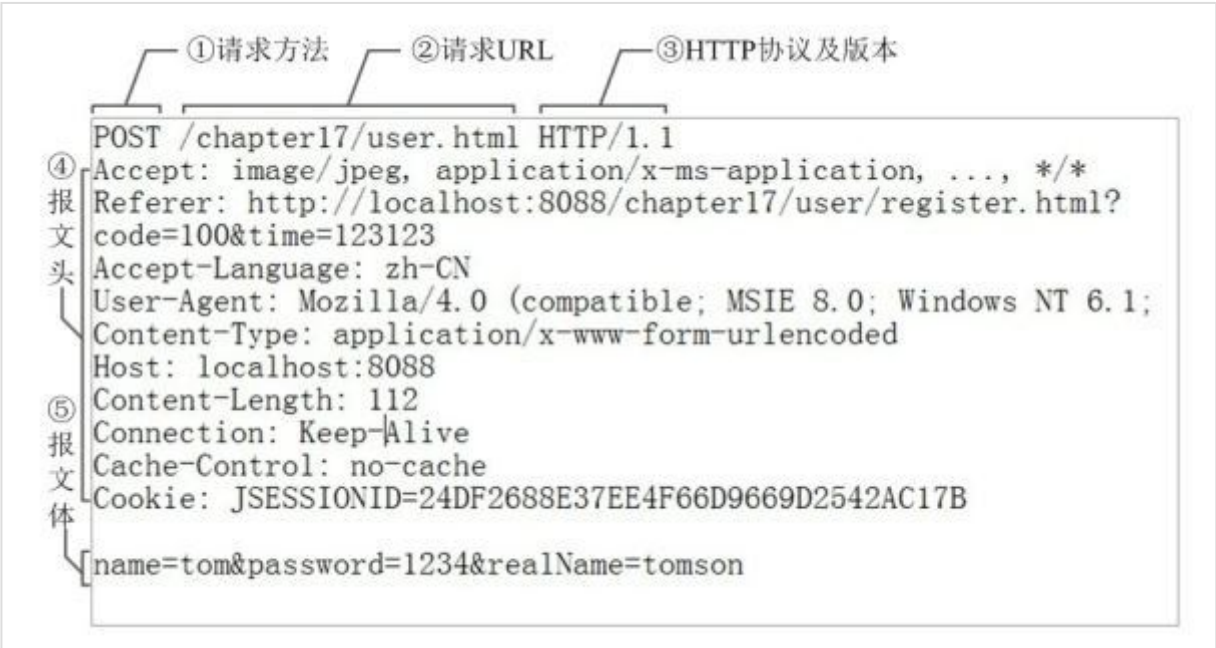 ①请求方法 ②请求URL ③HTTP协议及版本
POST /chapter17/user.html HTTP/1.1
④报文头
Accept: image/jpeg, application/x-ms-application, ..., */*
Referer: http://localhost:8088/chapter17/user/register.html?
code=100&time=123123
Accept-Language: zh-CN
User-Agent: Mozilla/4.0 (compatible; MSIE 8.0; Windows NT 6.1;
Content-Type: application/x-www-form-urlencoded
Host: localhost:8088
Content-Length: 112
Connection: Keep-Alive
Cache-Control: no-cache
Cookie: JSESSIONID=24DF2688E37EE4F66D9669D2542AC17B
⑤报文体
name=tom&password=1234&realName=tomson